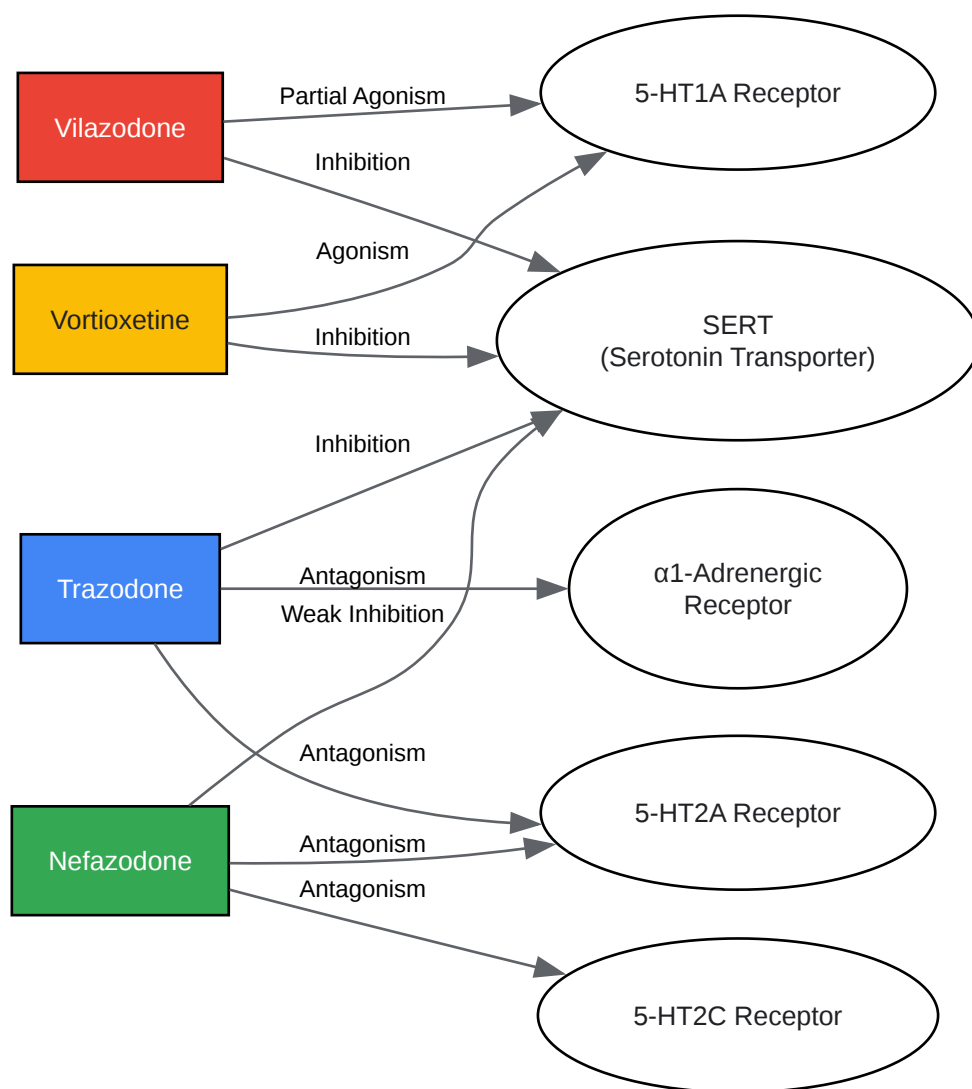 Vilazodone
Partial Agonism
5-HT1A Receptor
Inhibition
Vortioxetine
Agonism
Inhibition
SERT
(Serotonin Transporter)
Inhibition
Trazodone
Antagonism
Weak Inhibition
α1-Adrenergic
Receptor
Antagonism
5-HT2A Receptor
Nefazodone
Antagonism
Antagonism
5-HT2C Receptor